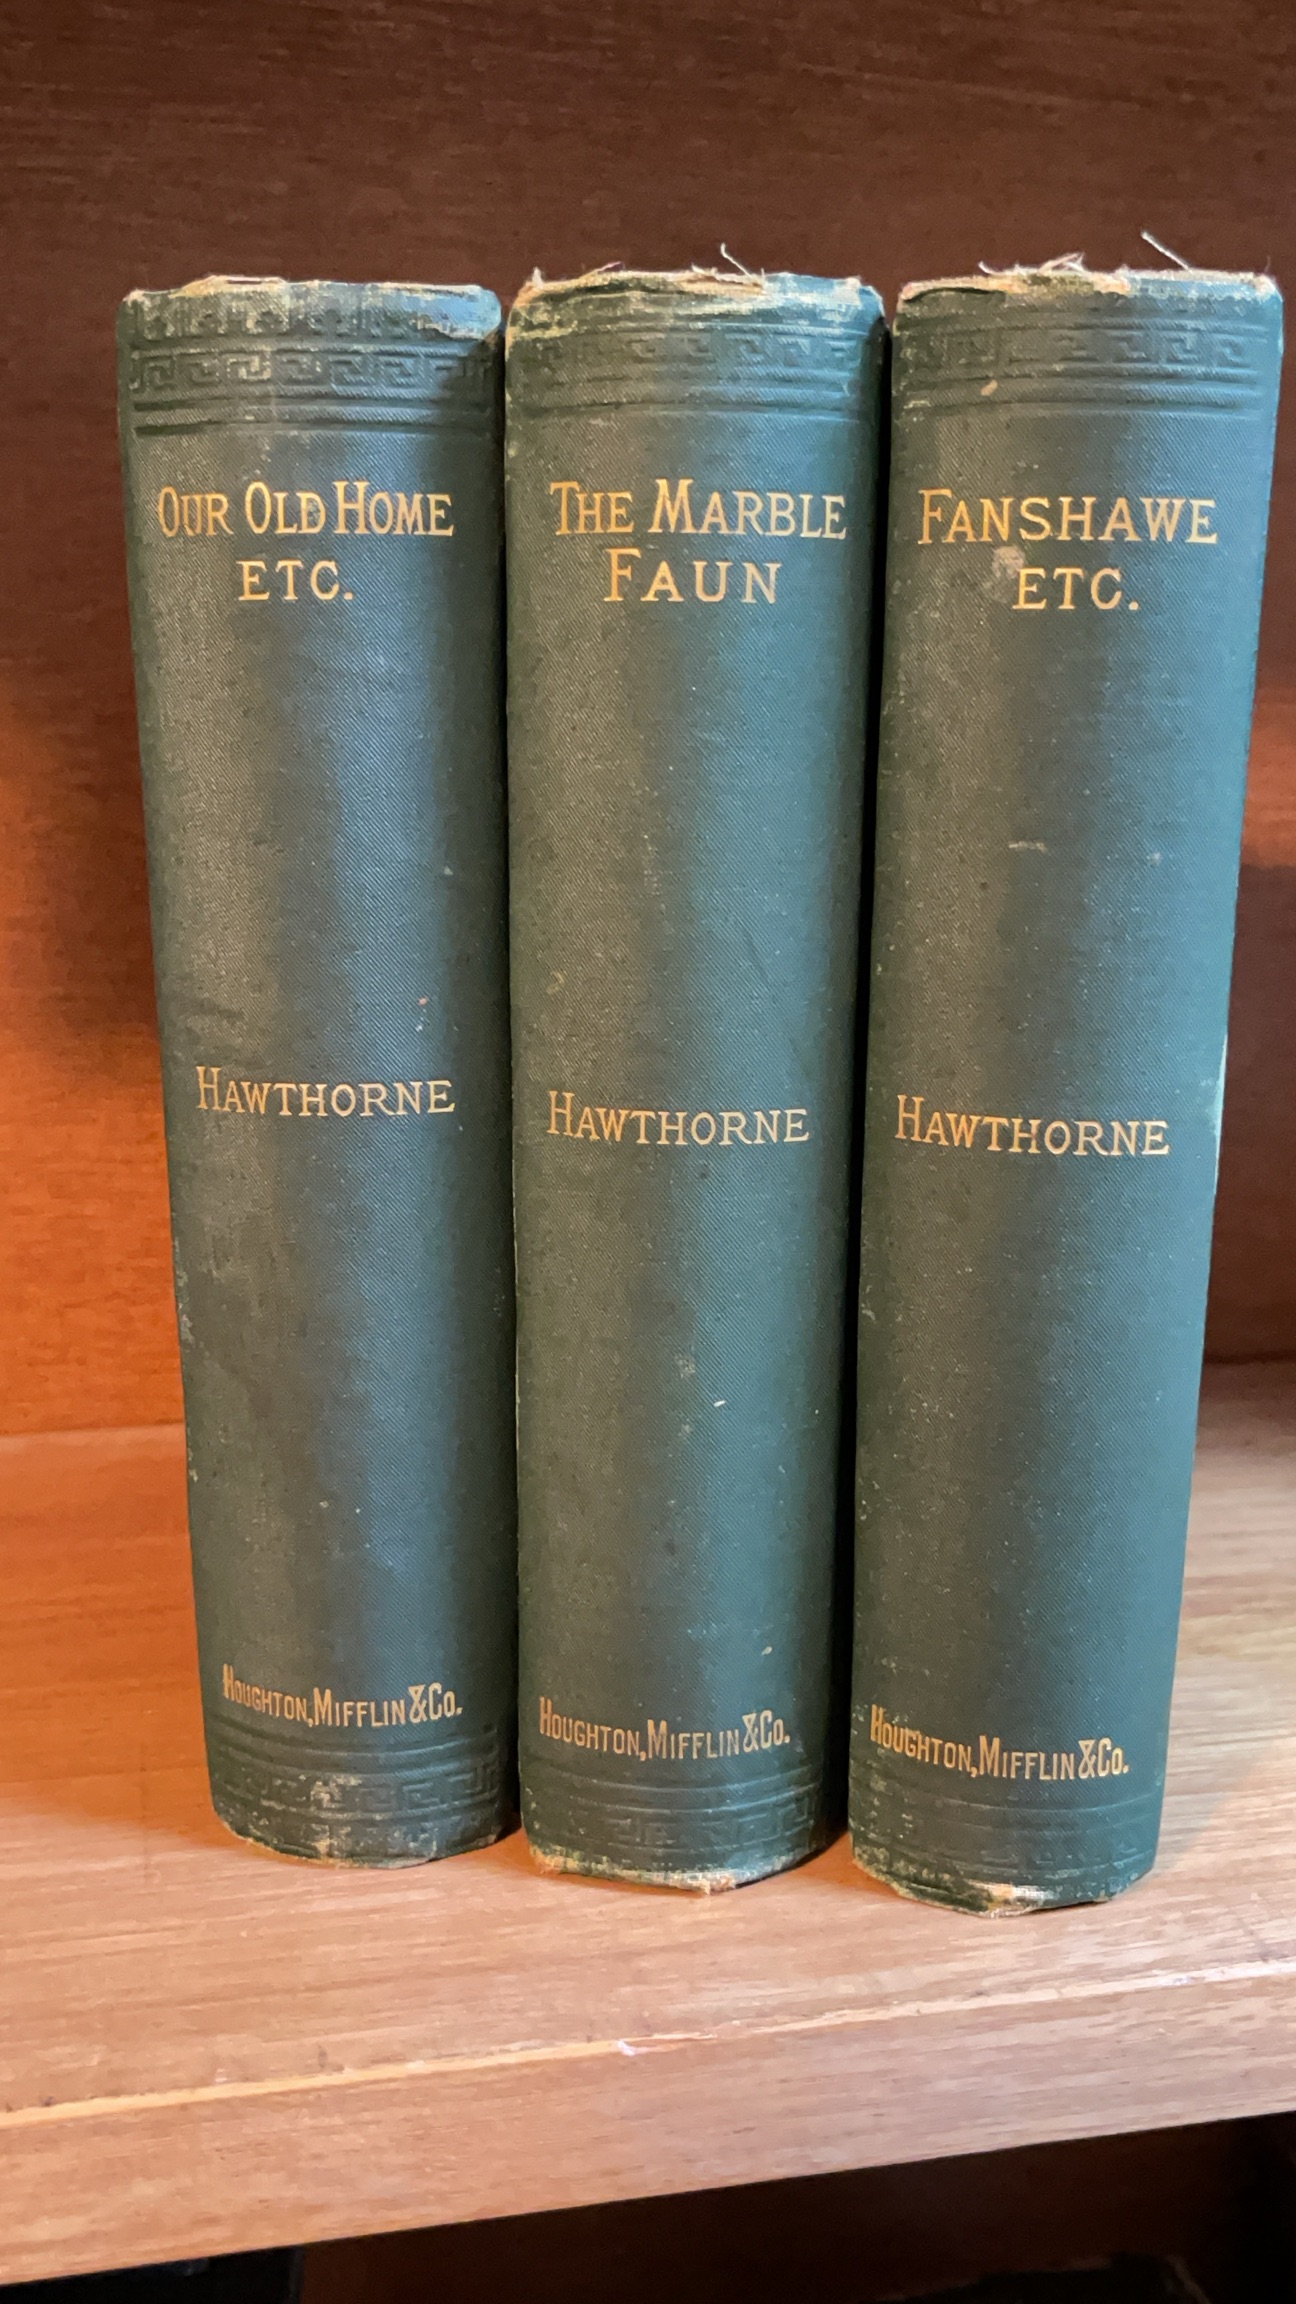 OUR OLD HOME
ETC.
HAWTHORNE
HOUGHTON, MIFFLIN & CO.
THE MARBLE
FAUN
HAWTHORNE
HOUGHTON, MIFFLIN & CO.
FANSHAWE
ETC.
HAWTHORNE
HOUGHTON, MIFFLIN & CO.